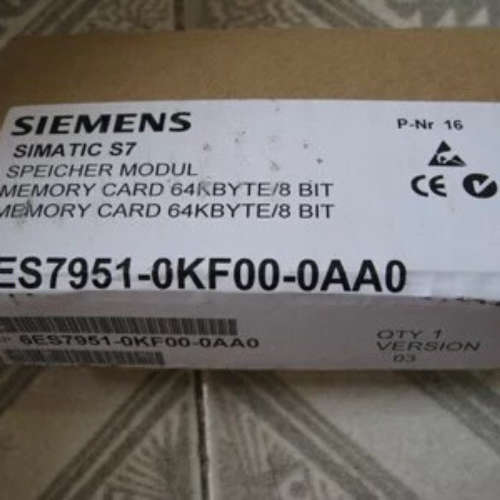 SIEMENS
P-Nr 16
SIMATIC S7
SPEICHER MODUL
MEMORY CARD 64KBYTE/8 BIT
MEMORY CARD 64KBYTE/8 BIT
CE
ES7951-0KF00-0AA0
P 6ES7951-0KF00-0AA0
QTY 1
VERSION
03